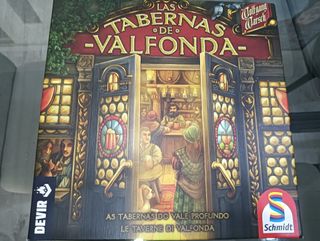 LAS
TABERNAS
DE
-VALFONDA-
Wolfgang
Warsch
AS TABERNAS DO VALE PROFUNDO
LE TAVERNE DI VALFONDA
DEVIR
S
Schmidt